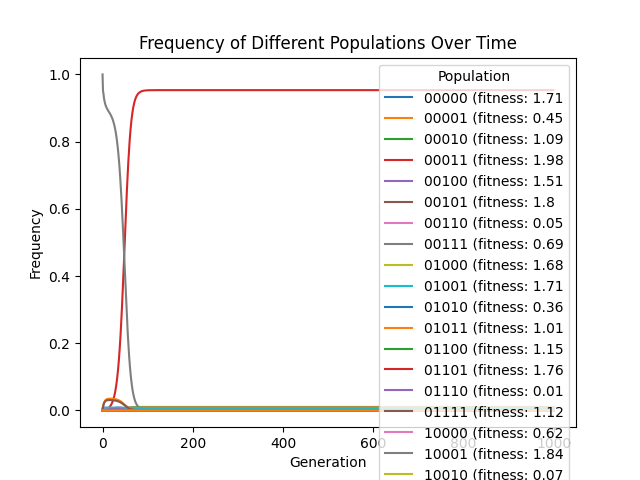 Frequency of Different Populations Over Time
Population
00000 (fitness: 1.71
00001 (fitness: 0.45
00010 (fitness: 1.09
00011 (fitness: 1.98
00100 (fitness: 1.51
00101 (fitness: 1.8
00110 (fitness: 0.05
00111 (fitness: 0.69
01000 (fitness: 1.68
01001 (fitness: 1.71
01010 (fitness: 0.36
01011 (fitness: 1.01
01100 (fitness: 1.15
01101 (fitness: 1.76
01110 (fitness: 0.01
01111 (fitness: 1.12
10000 (fitness: 0.62
10001 (fitness: 1.84
10010 (fitness: 0.07
1.0
0.8
0.6
0.4
0.2
0.0
Frequency
0 200 400 600 800 1000
Generation